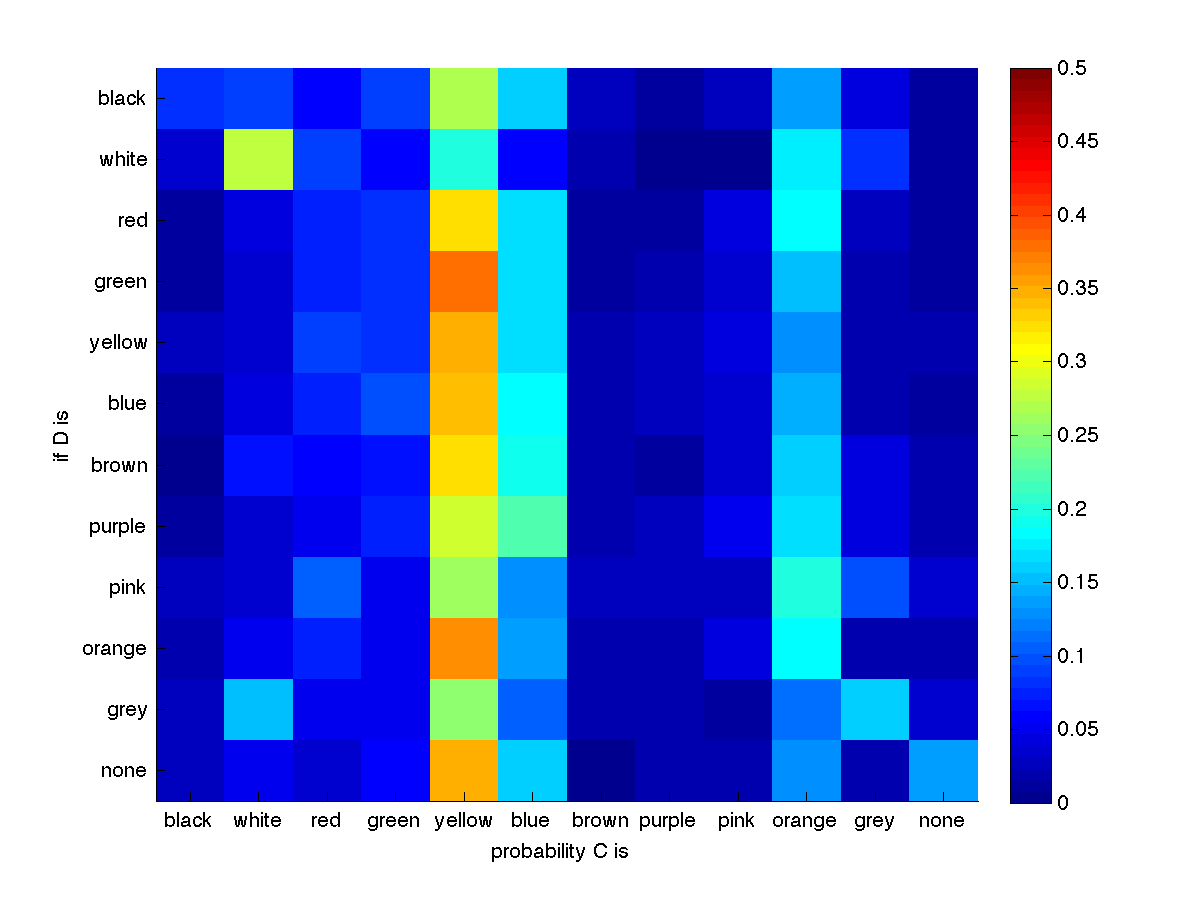 if D is
black
white
red
green
yellow
blue
brown
purple
pink
orange
grey
none
black white red green yellow blue brown purple pink orange grey none
probability C is
0.5
0.45
0.4
0.35
0.3
0.25
0.2
0.15
0.1
0.05
0